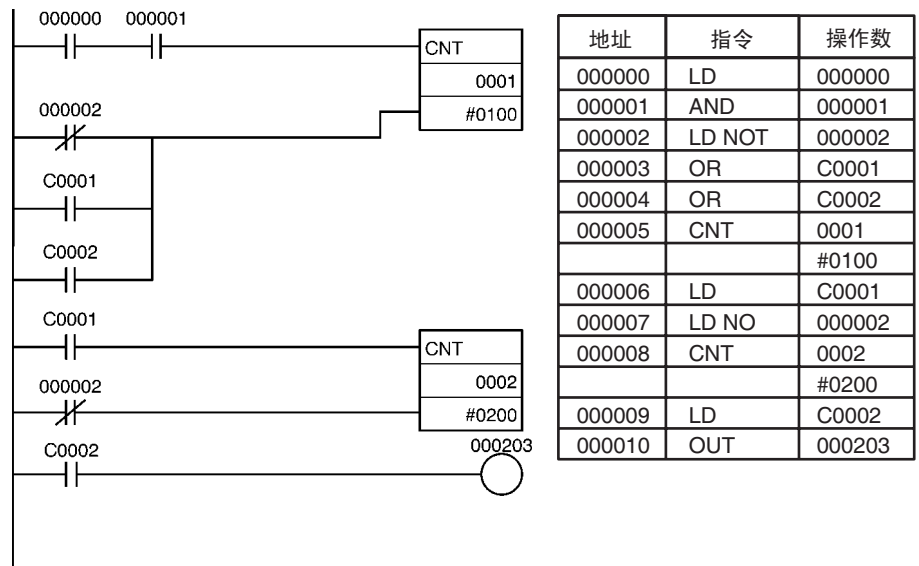 000000 000001
CNT
0001
#0100
000002
C0001
C0002
C0001
CNT
0002
#0200
000002
C0002
000203
地址 指令 操作数
000000 LD 000000
000001 AND 000001
000002 LD NOT 000002
000003 OR C0001
000004 OR C0002
000005 CNT 0001
#0100
000006 LD C0001
000007 LD NO 000002
000008 CNT 0002
#0200
000009 LD C0002
000010 OUT 000203